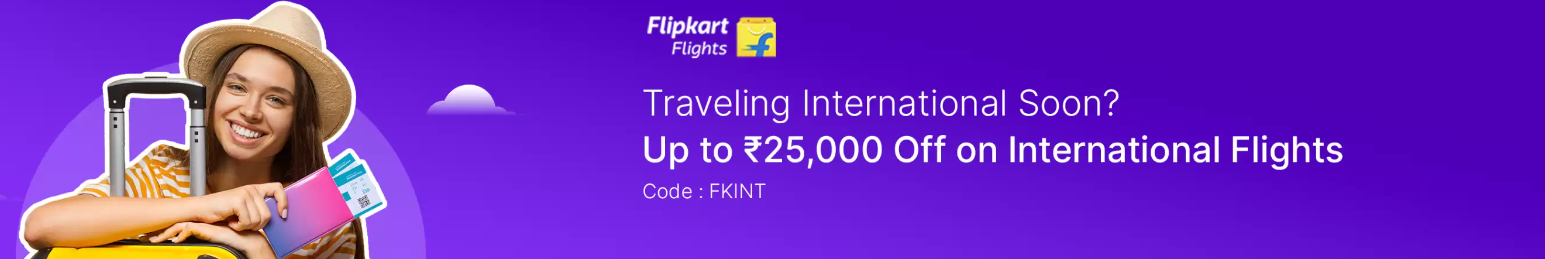 Flipkart
Flights
Traveling International Soon?
Up to ₹25,000 Off on International Flights
Code : FKINT